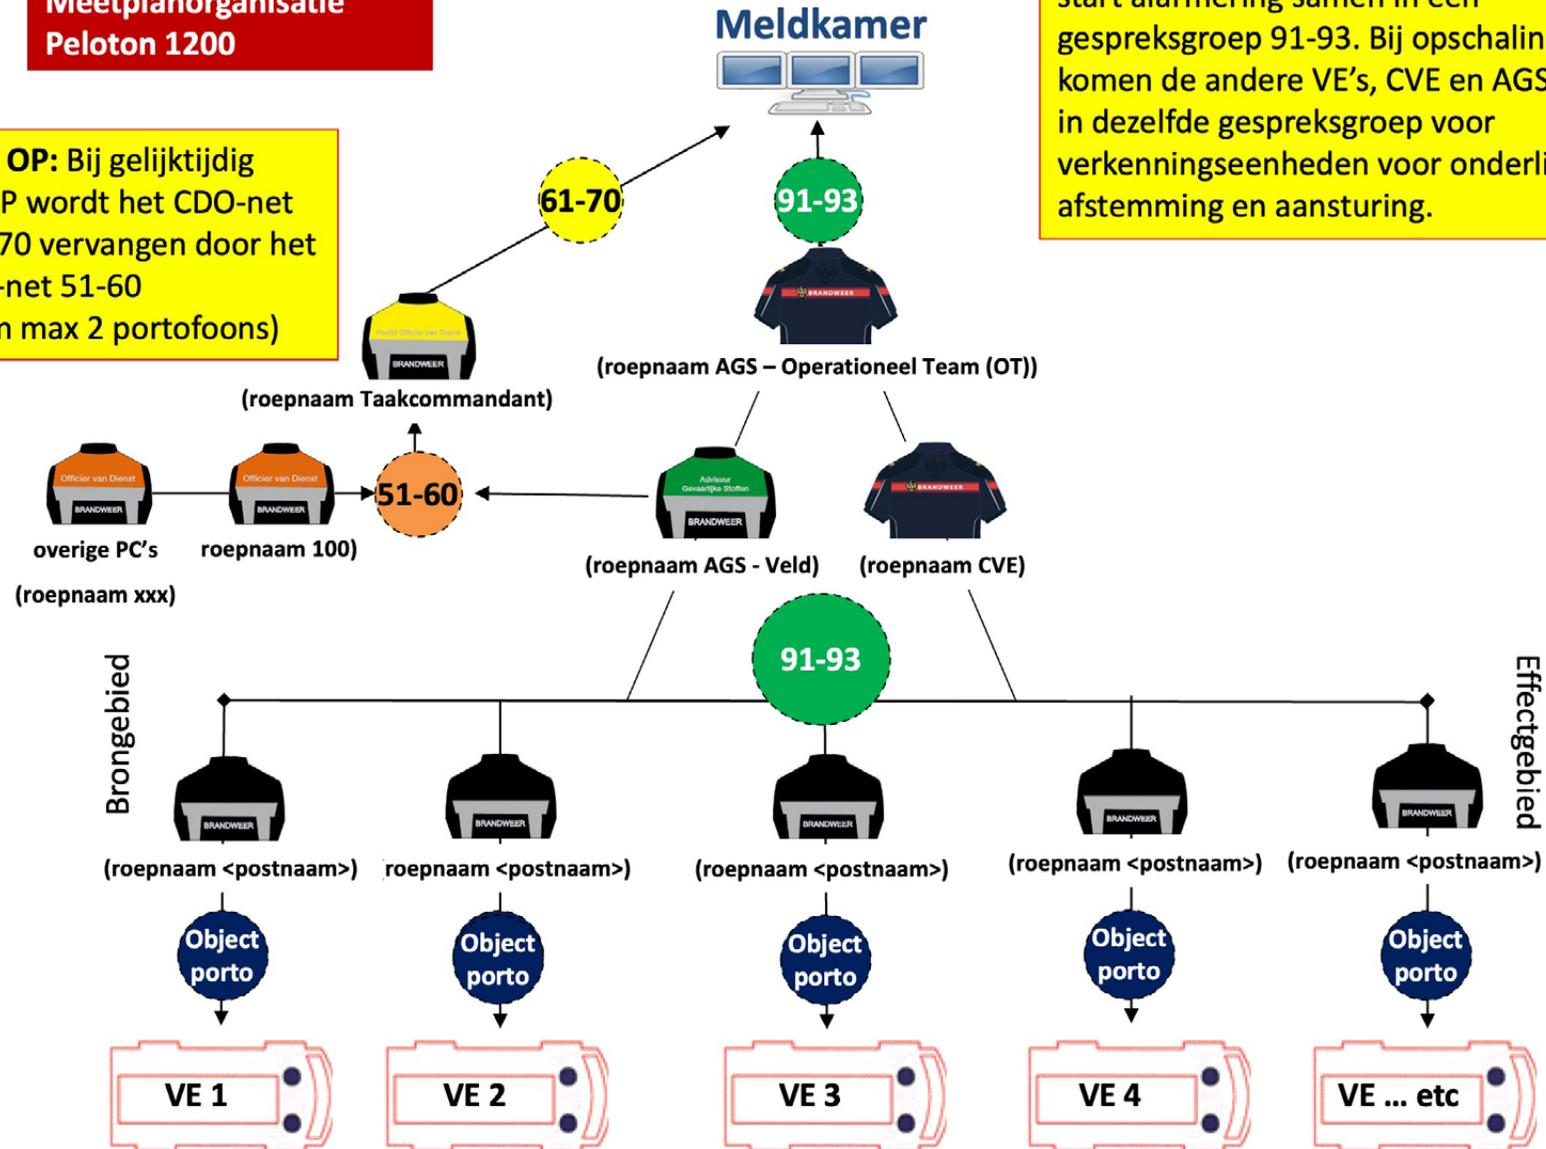 Meetplanorganisatie
Peloton 1200
Meldkamer
start alarmering samen in een
gespreksgroep 91-93. Bij opschalin
komen de andere VE's, CVE en AGS
in dezelfde gespreksgroep voor
verkenningseenheden voor onderli
afstemming en aansturing.
OP: Bij gelijktijdig
P wordt het CDO-net
70 vervangen door het
-net 51-60
max 2 portofoons)
61-70
91-93
Hoofd Officier van Dienst
BRANDWEER
(roepnaam Taakcommandant)
BRANDWEER
(roepnaam AGS – Operationeel Team (OT))
Officier van Dienst
BRANDWEER
Officier van Dienst
BRANDWEER
51-60
Adviseur
Gevaarlijke Stoffen
BRANDWEER
BRANDWEER
overige PC's
(roepnaam xxx)
roepnaam 100)
(roepnaam AGS - Veld)
(roepnaam CVE)
91-93
Brongebied
Effectgebied
BRANDWEER
BRANDWEER
BRANDWEER
BRANDWEER
BRANDWEER
(roepnaam <postnaam>)
roepnaam <postnaam>)
(roepnaam <postnaam>)
(roepnaam <postnaam>)
(roepnaam <postnaam>)
Object
porto
Object
porto
Object
porto
Object
porto
Object
porto
VE 1
VE 2
VE 3
VE 4
VE ... etc